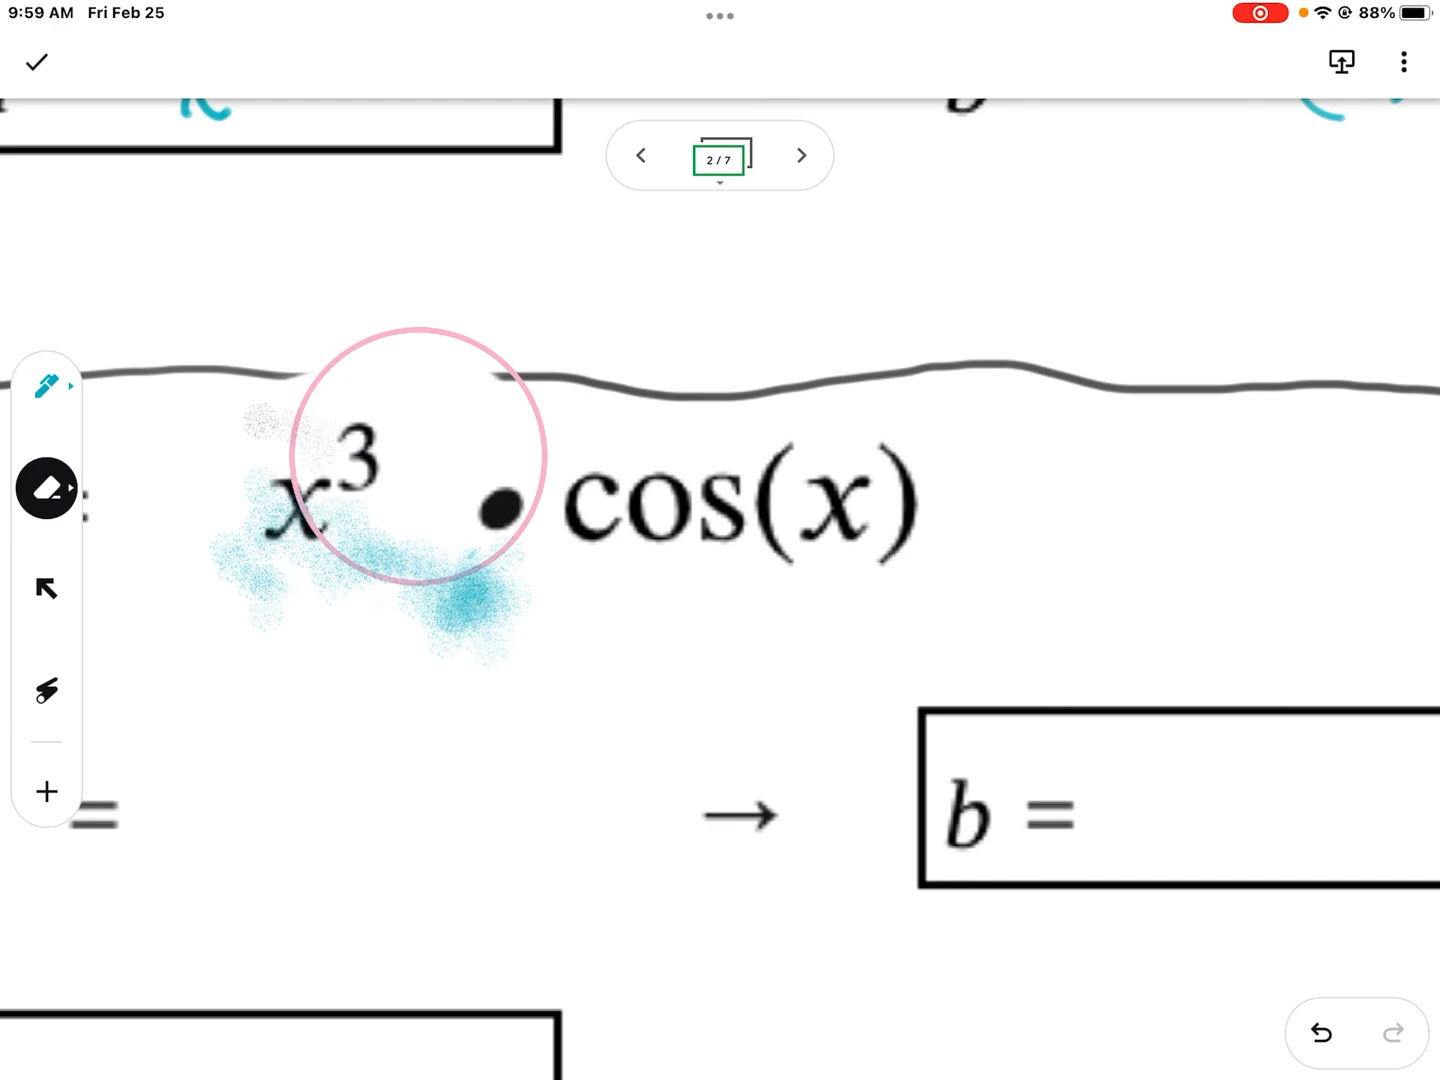 9:59 AM Fri Feb 25
88%
2 / 7
x³ • cos(x)
= → b =